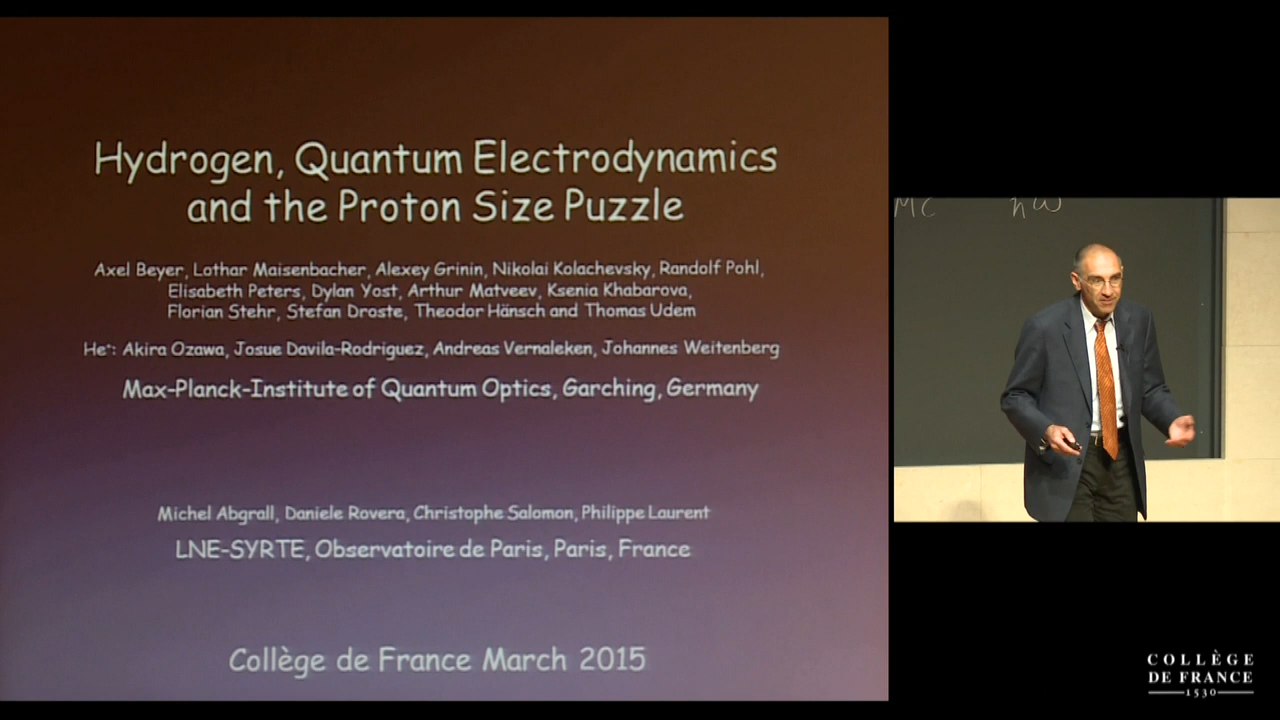 Hydrogen, Quantum Electrodynamics
and the Proton Size Puzzle
Axel Beyer, Lothar Maisenbacher, Alexey Grinin, Nikolai Kolachevsky, Randolf Pohl,
Elisabeth Peters, Dylan Yost, Arthur Matveev, Ksenia Khabarova,
Florian Stehr, Stefan Droste, Theodor Hänsch and Thomas Udem
He⁺: Akira Ozawa, Josue Davila-Rodriguez, Andreas Vernaleken, Johannes Weitenberg
Max-Planck-Institute of Quantum Optics, Garching, Germany
Michel Abgrall, Daniele Rovera, Christophe Salomon, Philippe Laurent
LNE-SYRTE, Observatoire de Paris, Paris, France
Collège de France March 2015
COLLÈGE
DE FRANCE
1530